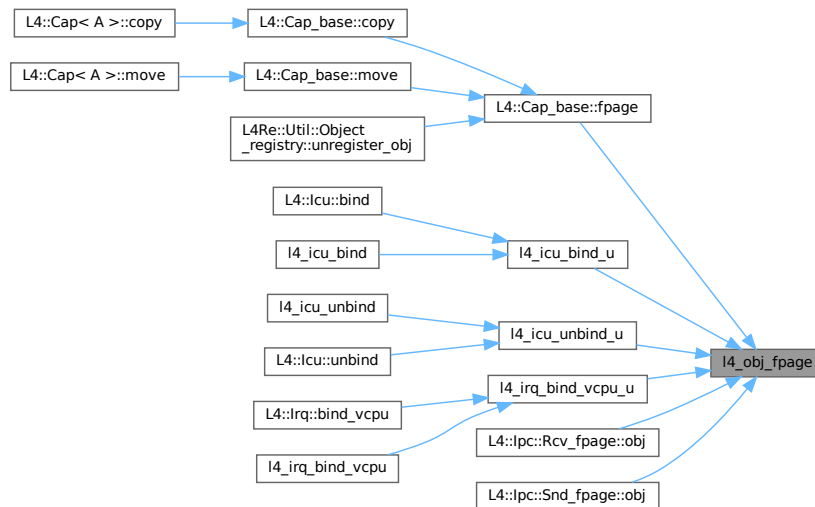 L4::Cap< A >::copy
L4::Cap_base::copy
L4::Cap< A >::move
L4::Cap_base::move
L4::Cap_base::fpage
L4Re::Util::Object
_registry::unregister_obj
L4::Icu::bind
l4_icu_bind
l4_icu_bind_u
l4_icu_unbind
l4_icu_unbind_u
L4::Icu::unbind
l4_obj_fpage
l4_irq_bind_vcpu_u
L4::Irq::bind_vcpu
L4::Ipc::Rcv_fpage::obj
l4_irq_bind_vcpu
L4::Ipc::Snd_fpage::obj